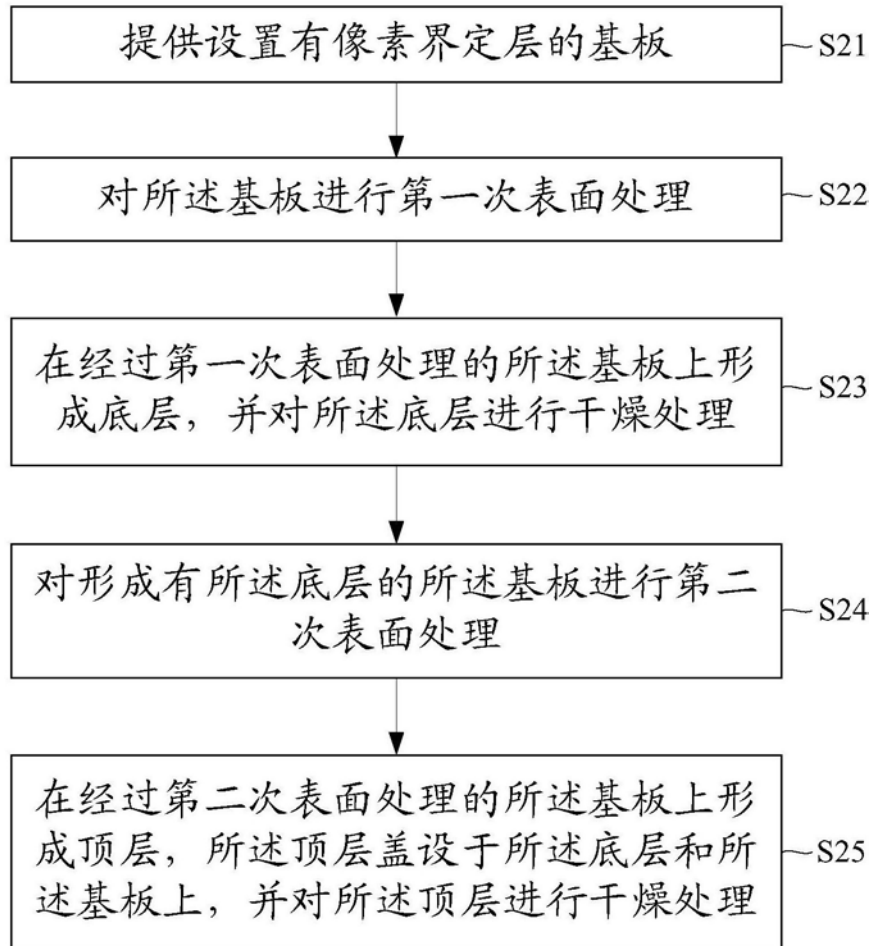 提供设置有像素界定层的基板
S21
对所述基板进行第一次表面处理
S22
在经过第一次表面处理的所述基板上形
成底层，并对所述底层进行干燥处理
S23
对形成有所述底层的所述基板进行第二
次表面处理
S24
在经过第二次表面处理的所述基板上形
成顶层，所述顶层盖设于所述底层和所
述基板上，并对所述顶层进行干燥处理
S25